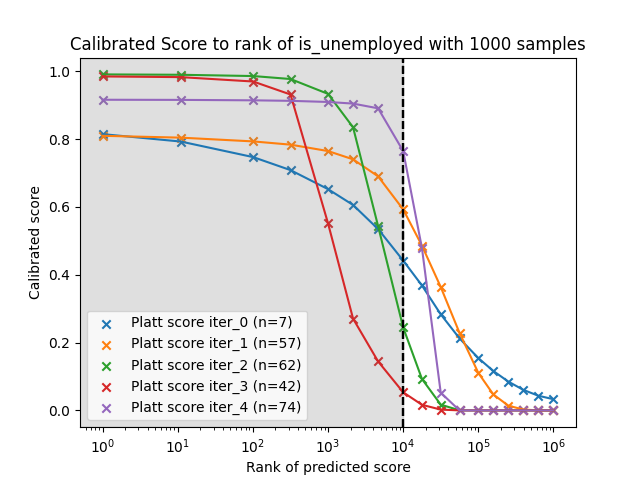 Calibrated Score to rank of is_unemployed with 1000 samples
1.0
0.8
0.6
0.4
0.2
0.0
Calibrated score
Platt score iter_0 (n=7)
Platt score iter_1 (n=57)
Platt score iter_2 (n=62)
Platt score iter_3 (n=42)
Platt score iter_4 (n=74)
10⁰ 10¹ 10² 10³ 10⁴ 10⁵ 10⁶
Rank of predicted score